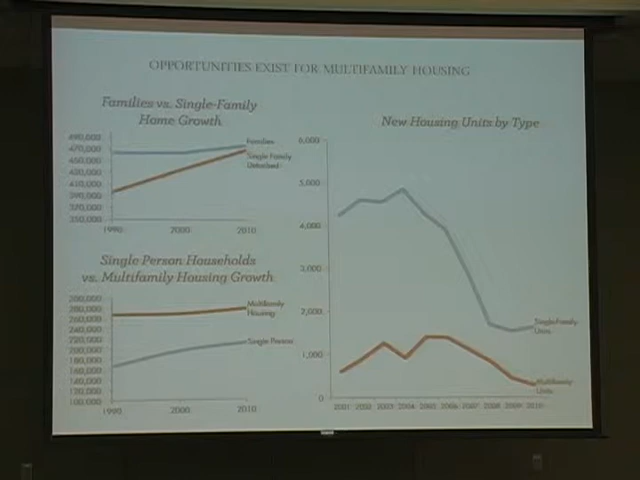 OPPORTUNITIES EXIST FOR MULTIFAMILY HOUSING
Families vs. Single-Family
Home Growth
490,000
470,000
450,000
430,000
410,000
390,000
370,000
350,000
Families
Single Family
Detached
1990
2000
2010
Single Person Households
vs. Multifamily Housing Growth
300,000
280,000
260,000
240,000
220,000
200,000
180,000
160,000
140,000
120,000
100,000
Multifamily
Housing
Single Person
1990
2000
2010
New Housing Units by Type
6,000
5,000
4,000
3,000
2,000
1,000
0
Single-Family
Units
Multifamily
Units
2001 2002 2003 2004 2005 2006 2007 2008 2009 2010